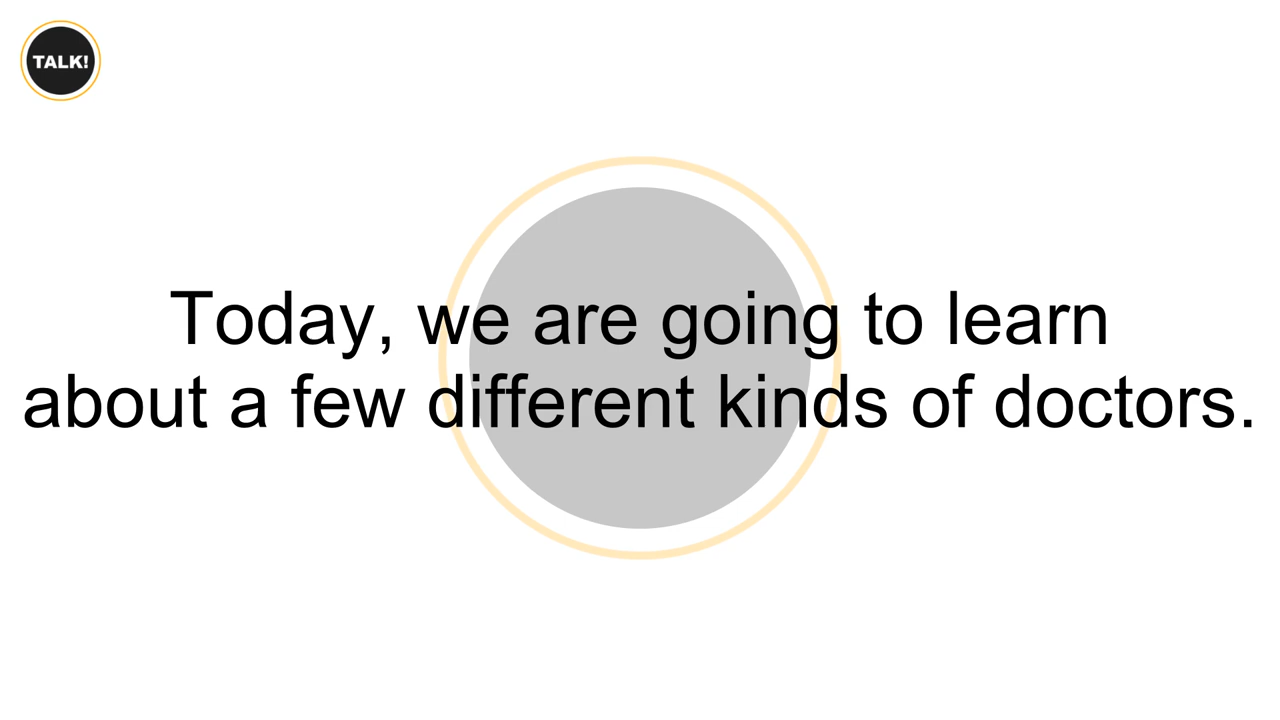 TALK!
Today, we are going to learn
about a few different kinds of doctors.